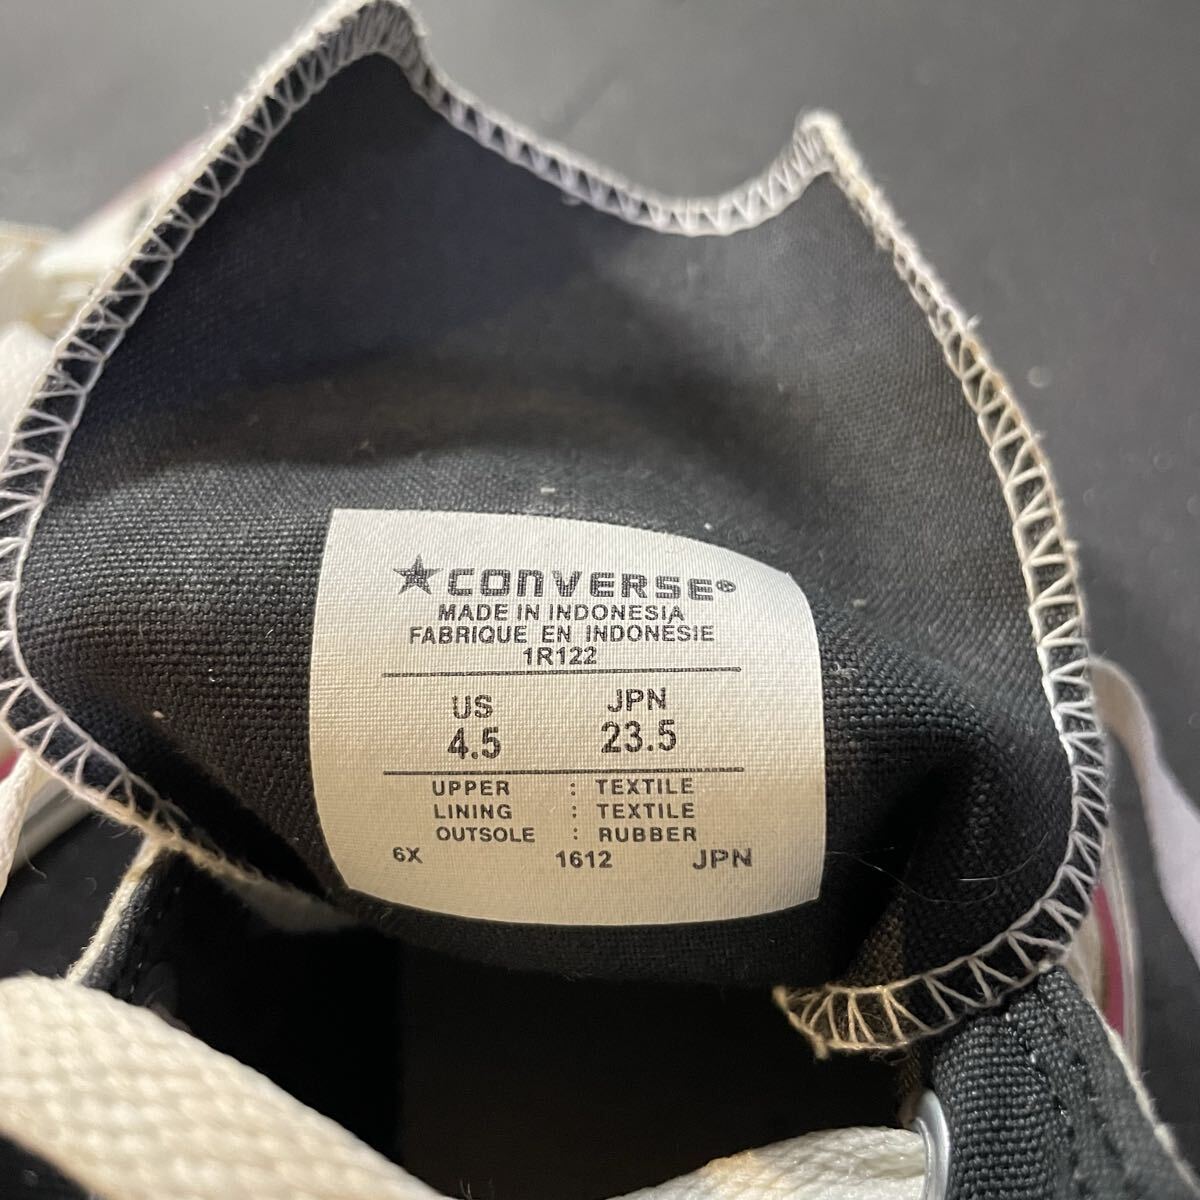 ★CONVERSE®
MADE IN INDONESIA
FABRIQUE EN INDONESIE
1R122
US JPN
4.5 23.5
UPPER : TEXTILE
LINING : TEXTILE
OUTSOLE : RUBBER
6X 1612 JPN